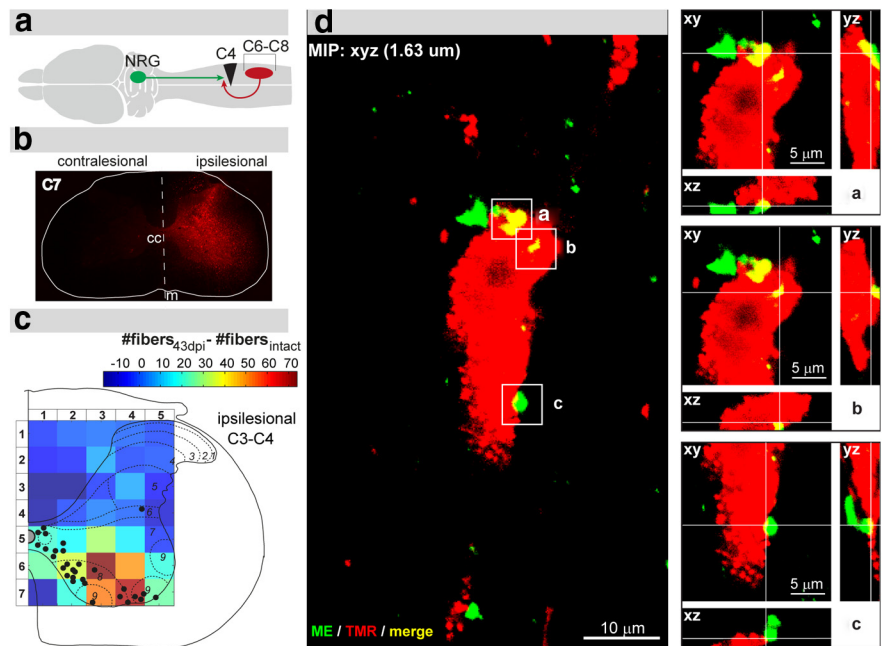 a
C4
C6-C8
NRG
b
contralesional
ipsilesional
C7
cc
m
c
#fibers43dpi- #fibersintact
-10 0 10 20 30 40 50 60 70
ipsilesional
C3-C4
1 2 3 4 5
1
2
3
4
5
6
7
4 3 2 1
5
6
7
9
8
9
9
d
MIP: xyz (1.63 um)
a
b
c
ME / TMR / merge
10 μm
xy
yz
5 μm
xz
a
xy
yz
5 μm
xz
b
xy
yz
5 μm
xz
c